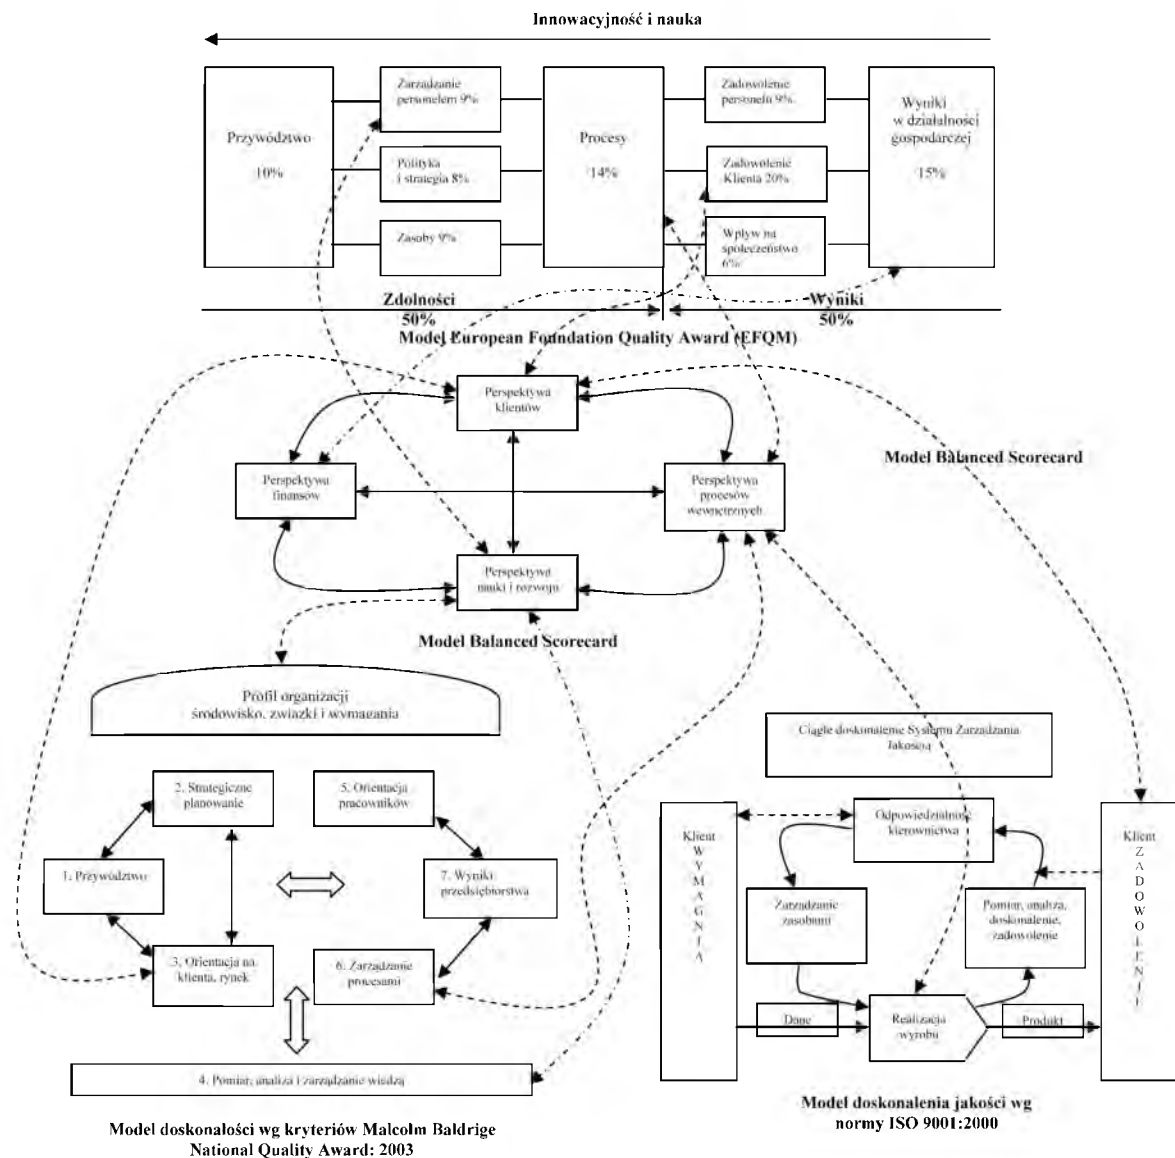 Innowacyjność i nauka
Przywództwo
10%
Zarządzanie
personelem 9%
Polityka
i strategia 8%
Zasoby 9%
Procesy
14%
Zadowolenie
personelu 9%
Zadowolenie
Klienta 20%
Wpływ na
społeczeństwo
6%
Wyniki
w działalności
gospodarczej
15%
Zdolności
50%
Wyniki
50%
Model European Foundation Quality Award (EFQM)
Perspektywa
klientów
Perspektywa
finansów
Perspektywa
procesów
wewnętrznych
Model Balanced Scorecard
Perspektywa
nauki i rozwoju
Model Balanced Scorecard
Profil organizacji
środowisko, związki i wymagania
2. Strategiczne
planowanie
5. Orientacja
pracowników
1. Przywództwo
7. Wyniki
przedsiębiorstwa
3. Orientacja na
klienta, rynek
6. Zarządzanie
procesami
4. Pomiar, analiza i zarządzanie wiedzą
Model doskonałości wg kryteriów Malcolm Baldrige
National Quality Award: 2003
Ciągłe doskonalenie Systemu Zarządzania
Jakością
Klient
W
Y
M
A
G
N
I
A
Odpowiedzialność
kierownictwa
Zarządzanie
zasobami
Pomiar, analiza,
doskonalenie,
zadowolenie
Dane
Realizacja
wyrobu
Produkt
Klient
Z
A
D
O
W
O
L
E
N
I
E
Model doskonalenia jakości wg
normy ISO 9001:2000